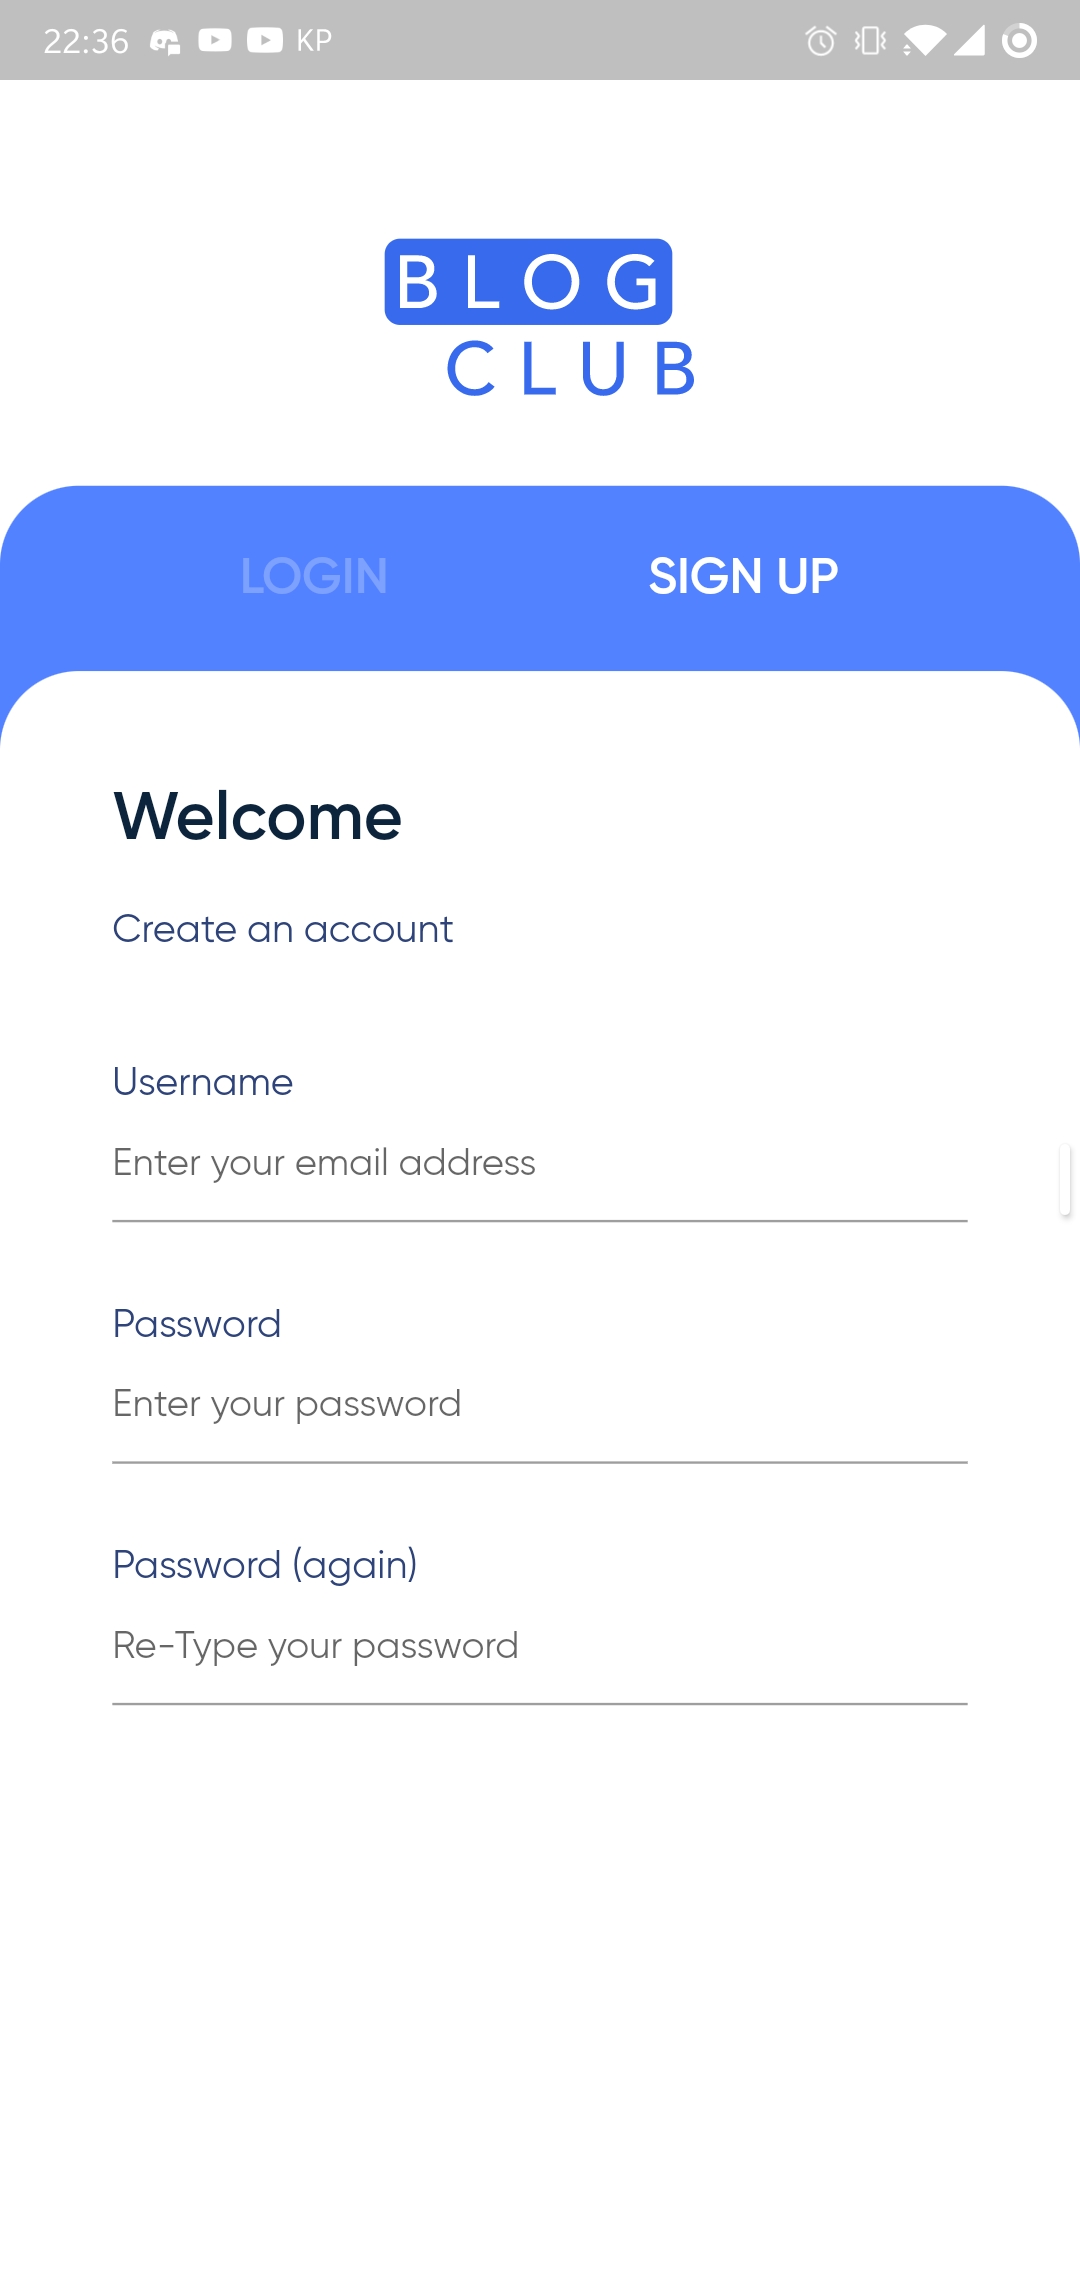 22:36 KP
BLOG
CLUB
LOGIN SIGN UP
Welcome
Create an account
Username
Enter your email address
Password
Enter your password
Password (again)
Re-Type your password